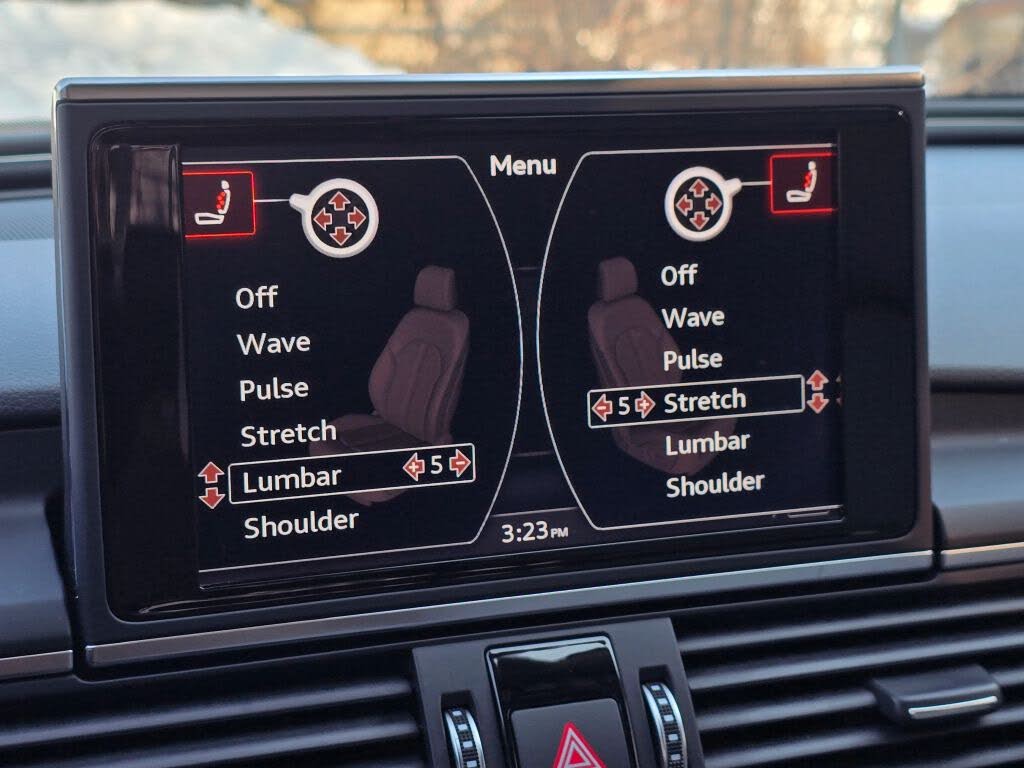 Menu
Off
Wave
Pulse
Stretch
Lumbar 5
Shoulder
Off
Wave
Pulse
5 Stretch
Lumbar
Shoulder
3:23PM